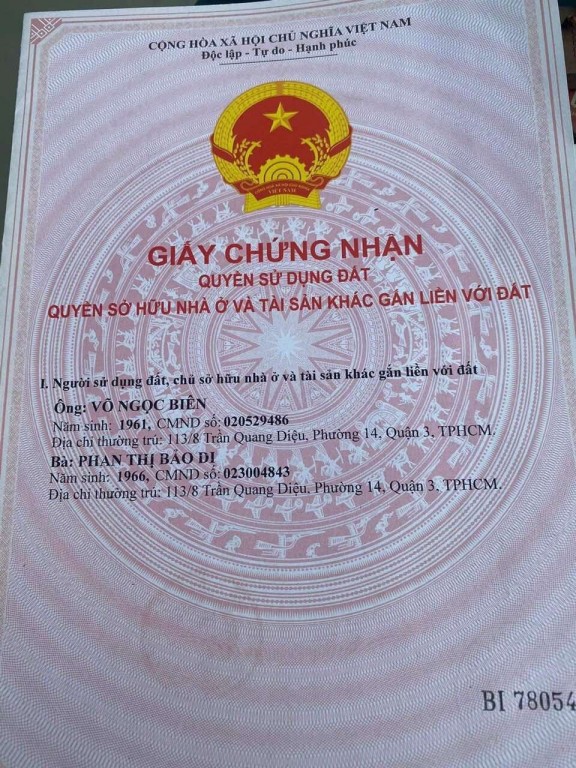 CỘNG HÒA XÃ HỘI CHỦ NGHĨA VIỆT NAM
Độc lập - Tự do - Hạnh phúc
VIỆT NAM
GIẤY CHỨNG NHẬN
QUYỀN SỬ DỤNG ĐẤT
QUYỀN SỞ HỮU NHÀ Ở VÀ TÀI SẢN KHÁC GẮN LIỀN VỚI ĐẤT
I. Người sử dụng đất, chủ sở hữu nhà ở và tài sản khác gắn liền với đất
Ông: VÕ NGỌC BIÊN
Năm sinh: 1961, CMND số: 020529486
Địa chỉ thường trú: 113/8 Trần Quang Diệu, Phường 14, Quận 3, TPHCM.
Bà: PHAN THỊ BẢO DỊ
Năm sinh: 1966, CMND số: 023004843
Địa chỉ thường trú: 113/8 Trần Quang Diệu, Phường 14, Quận 3, TPHCM.
BI 78054